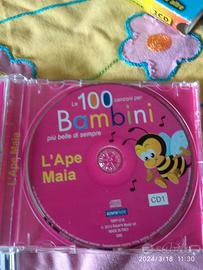 2CD
Le 100 canzoni per
Bambini
più belle di sempre
L'Ape Maia
L'Ape
Maia
CD1
2024/3/18 11:30